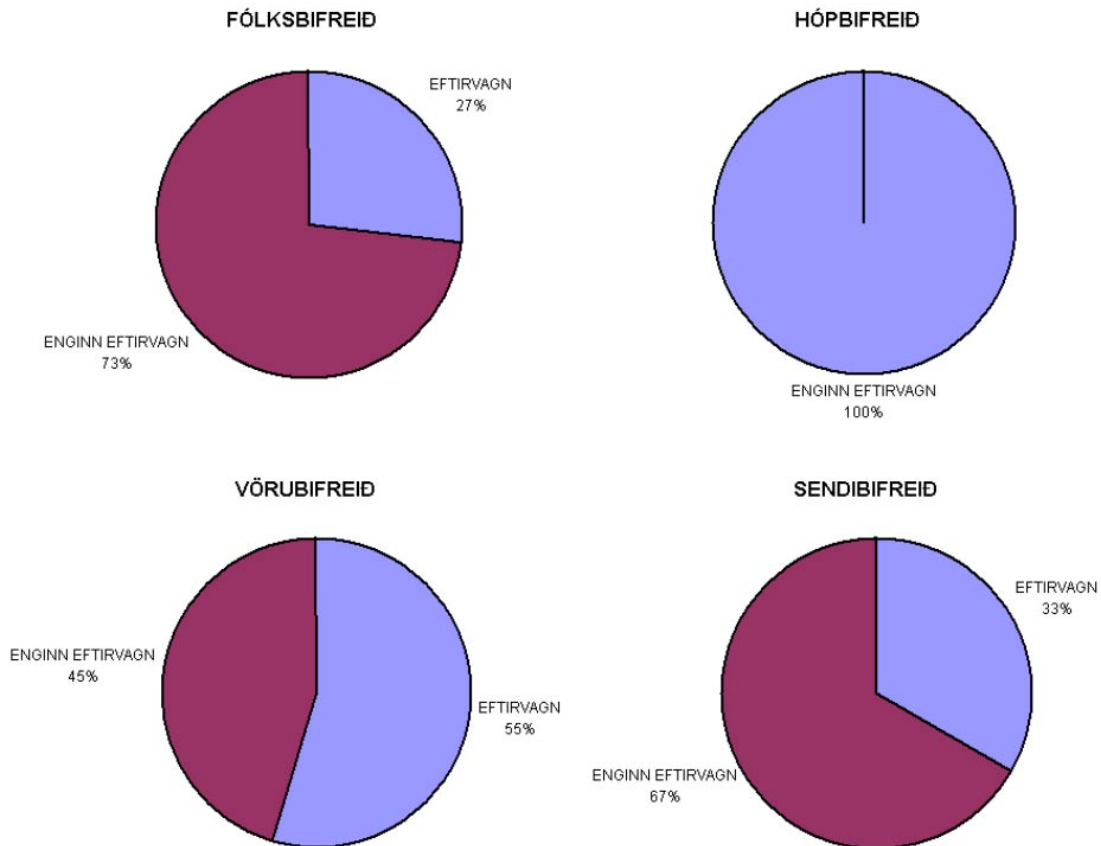 FÓLKSBIFREIÐ
EFTIRVAGN
27%
ENGINN EFTIRVAGN
73%
HÓPBIFREIÐ
ENGINN EFTIRVAGN
100%
VÖRUBIFREIÐ
ENGINN EFTIRVAGN
45%
EFTIRVAGN
55%
SENDIBIFREIÐ
EFTIRVAGN
33%
ENGINN EFTIRVAGN
67%